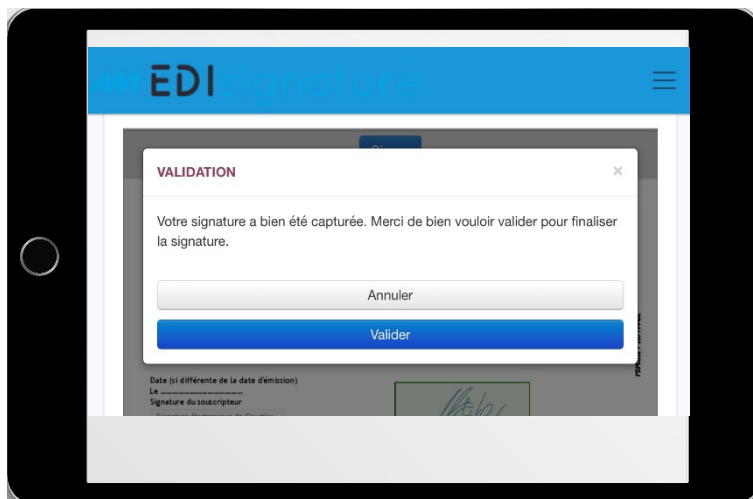 EDIsignature
VALIDATION
×
Votre signature a bien été capturée. Merci de bien vouloir valider pour finaliser
la signature.
Annuler
Valider
Date (si différente de la date d'émission)
Le ................................
Signature du souscripteur